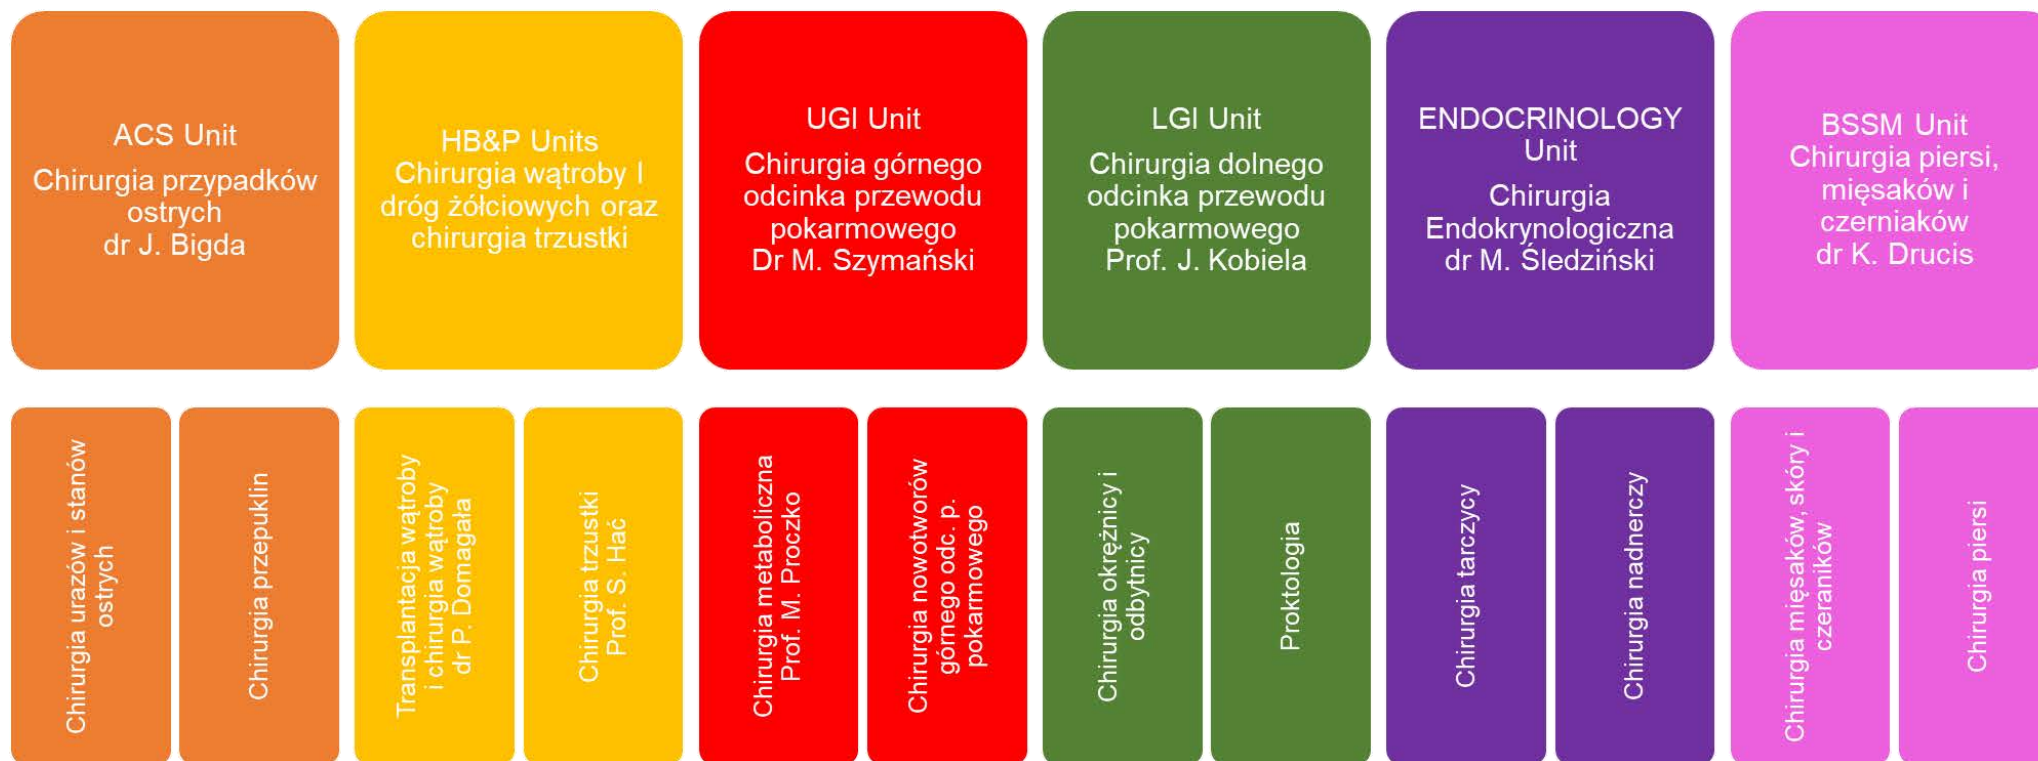 ACS Unit
Chirurgia przypadków
ostrych
dr J. Bigda
HB&P Units
Chirurgia wątroby I
dróg żółciowych oraz
chirurgia trzustki
UGI Unit
Chirurgia górnego
odcinka przewodu
pokarmowego
Dr M. Szymański
LGI Unit
Chirurgia dolnego
odcinka przewodu
pokarmowego
Prof. J. Kobiela
ENDOCRINOLOGY
Unit
Chirurgia
Endokrynologiczna
dr M. Śledziński
BSSM Unit
Chirurgia piersi,
mięsaków i
czerniaków
dr K. Drucis
Chirurgia urazów i stanów
ostrych
Chirurgia przepuklin
Transplantacja wątroby
i chirurgia wątroby
dr P. Domagała
Chirurgia trzustki
Prof. S. Hać
Chirurgia metaboliczna
Prof. M. Proczko
Chirurgia nowotworów
górnego odc. p.
pokarmowego
Chirurgia okrężnicy i
odbytnicy
Proktologia
Chirurgia tarczycy
Chirurgia nadnerczy
Chirurgia mięsaków, skóry i
czeraników
Chirurgia piersi